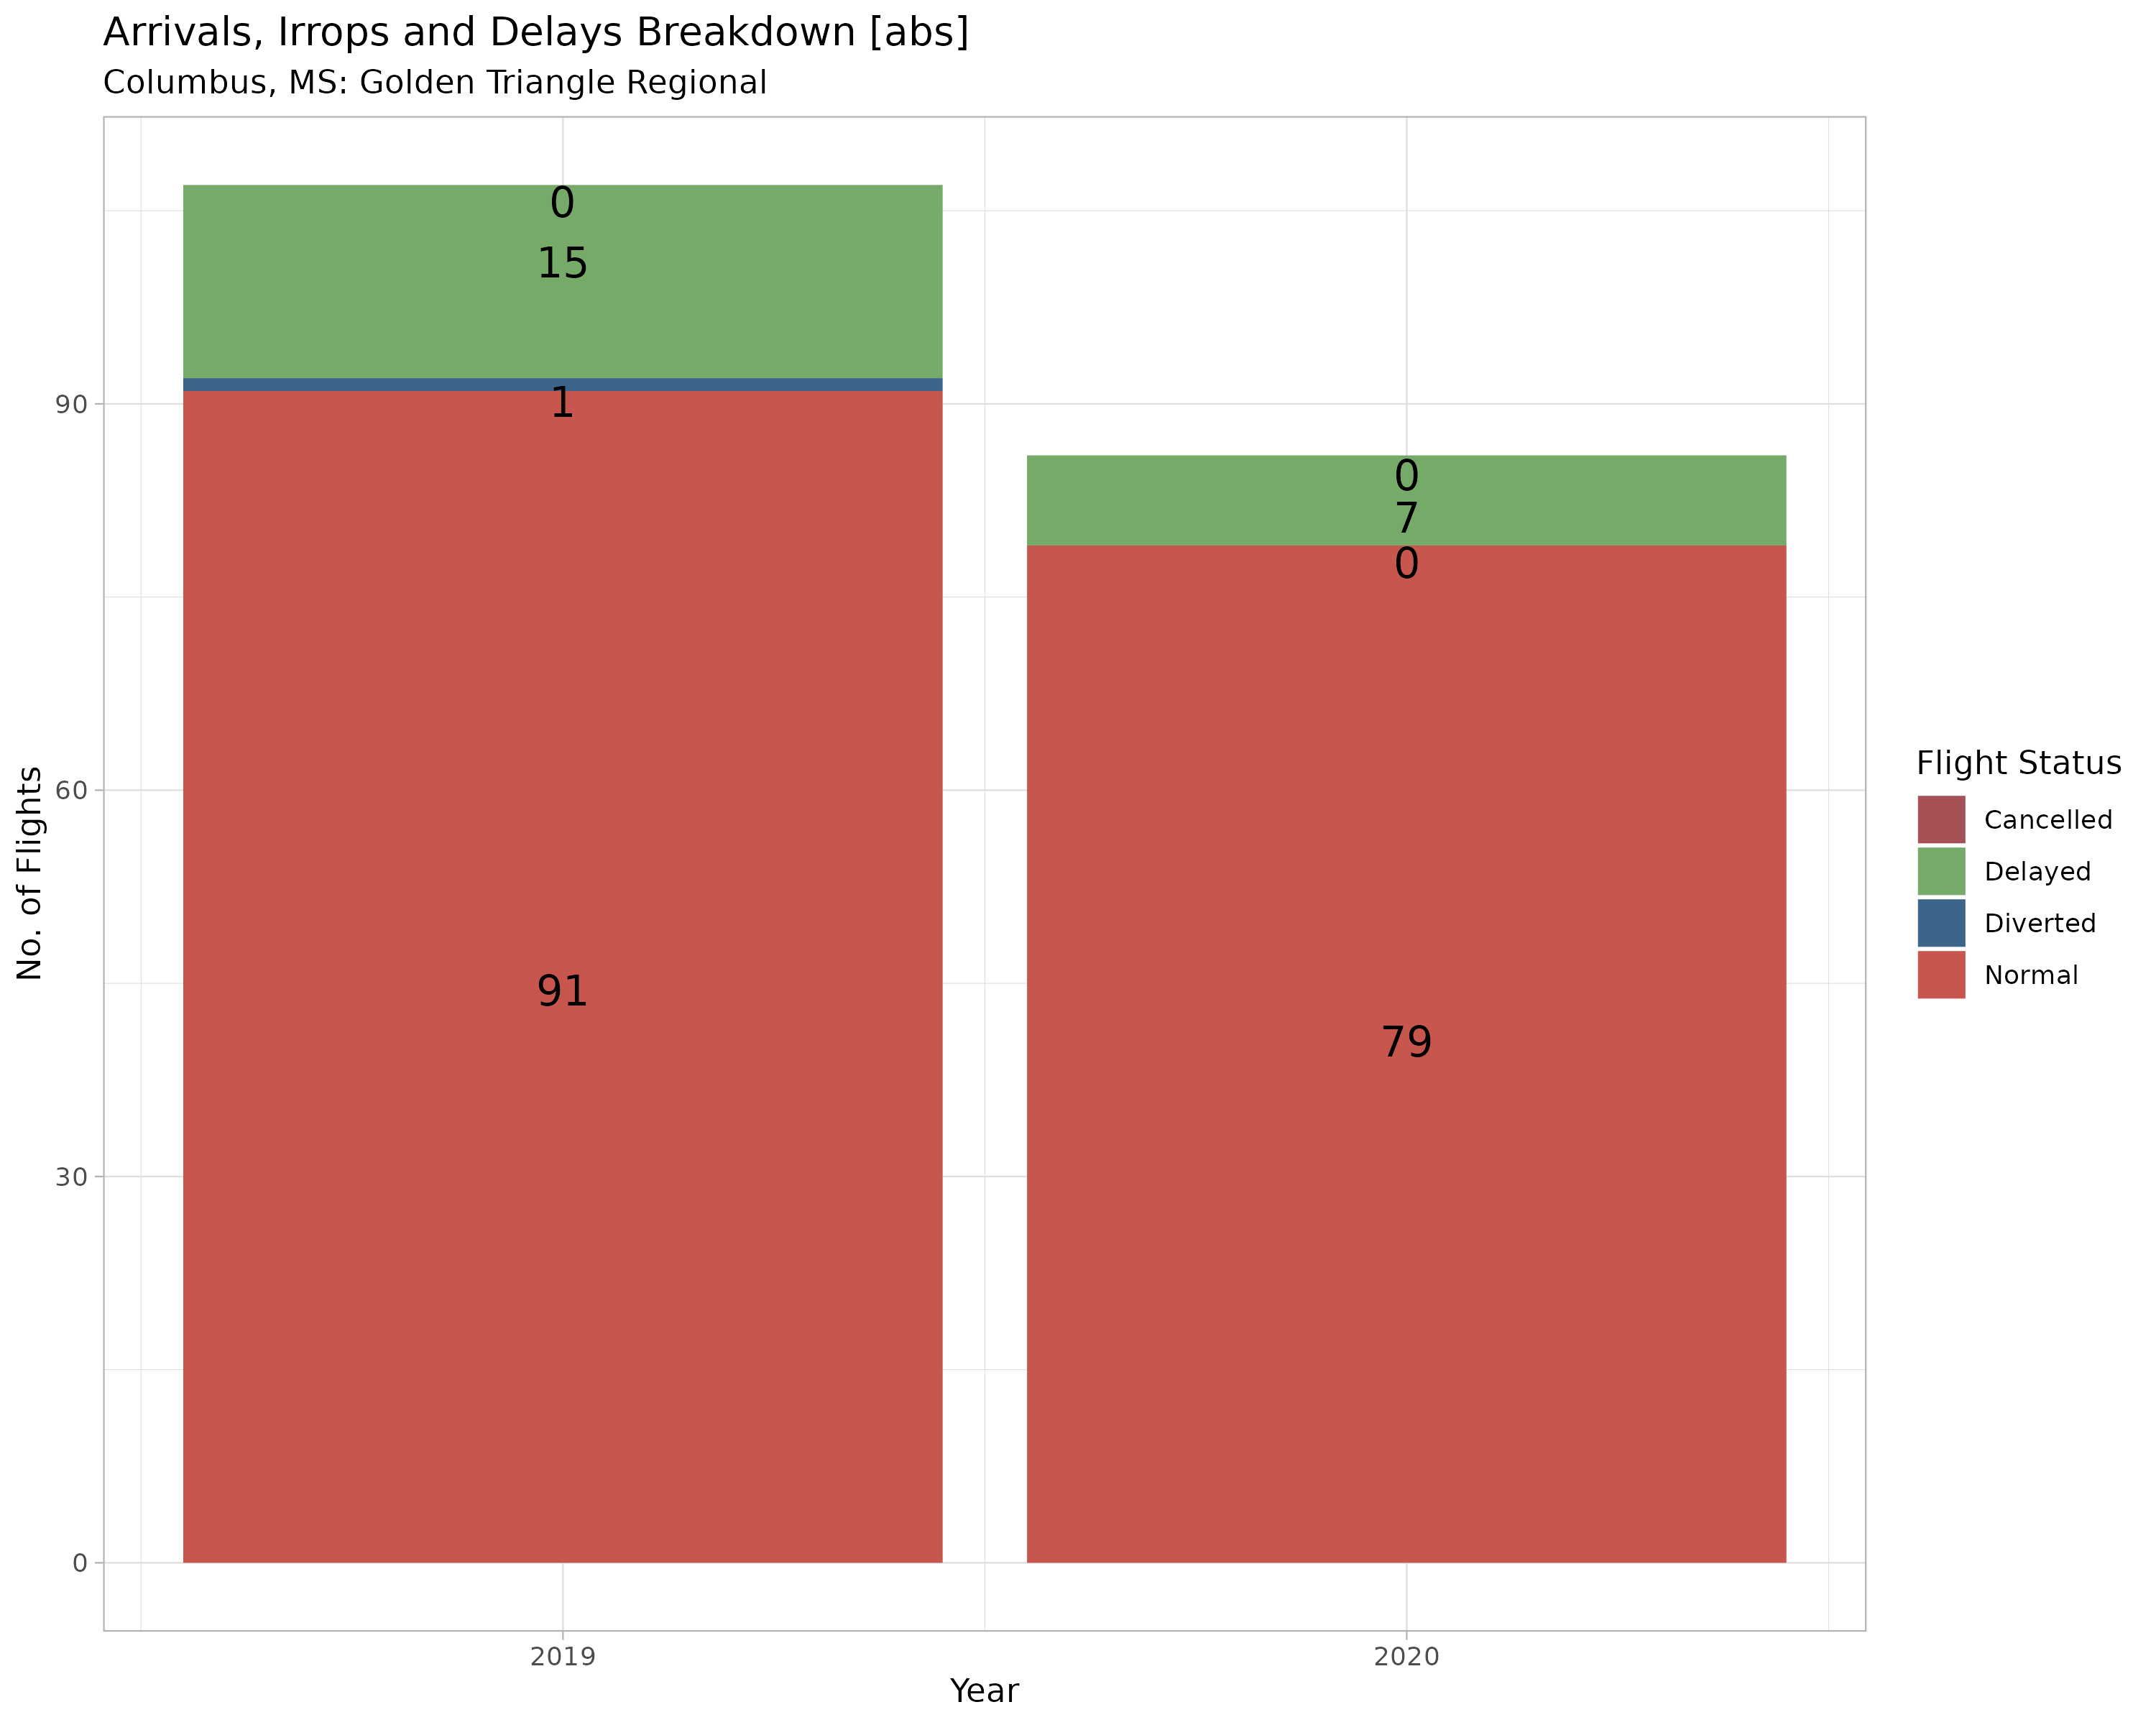 Arrivals, Irrops and Delays Breakdown [abs]
Columbus, MS: Golden Triangle Regional
0
15
90
1
0
7
0
No. of Flights
60
91
79
30
0
2019
2020
Year
Flight Status
Cancelled
Delayed
Diverted
Normal